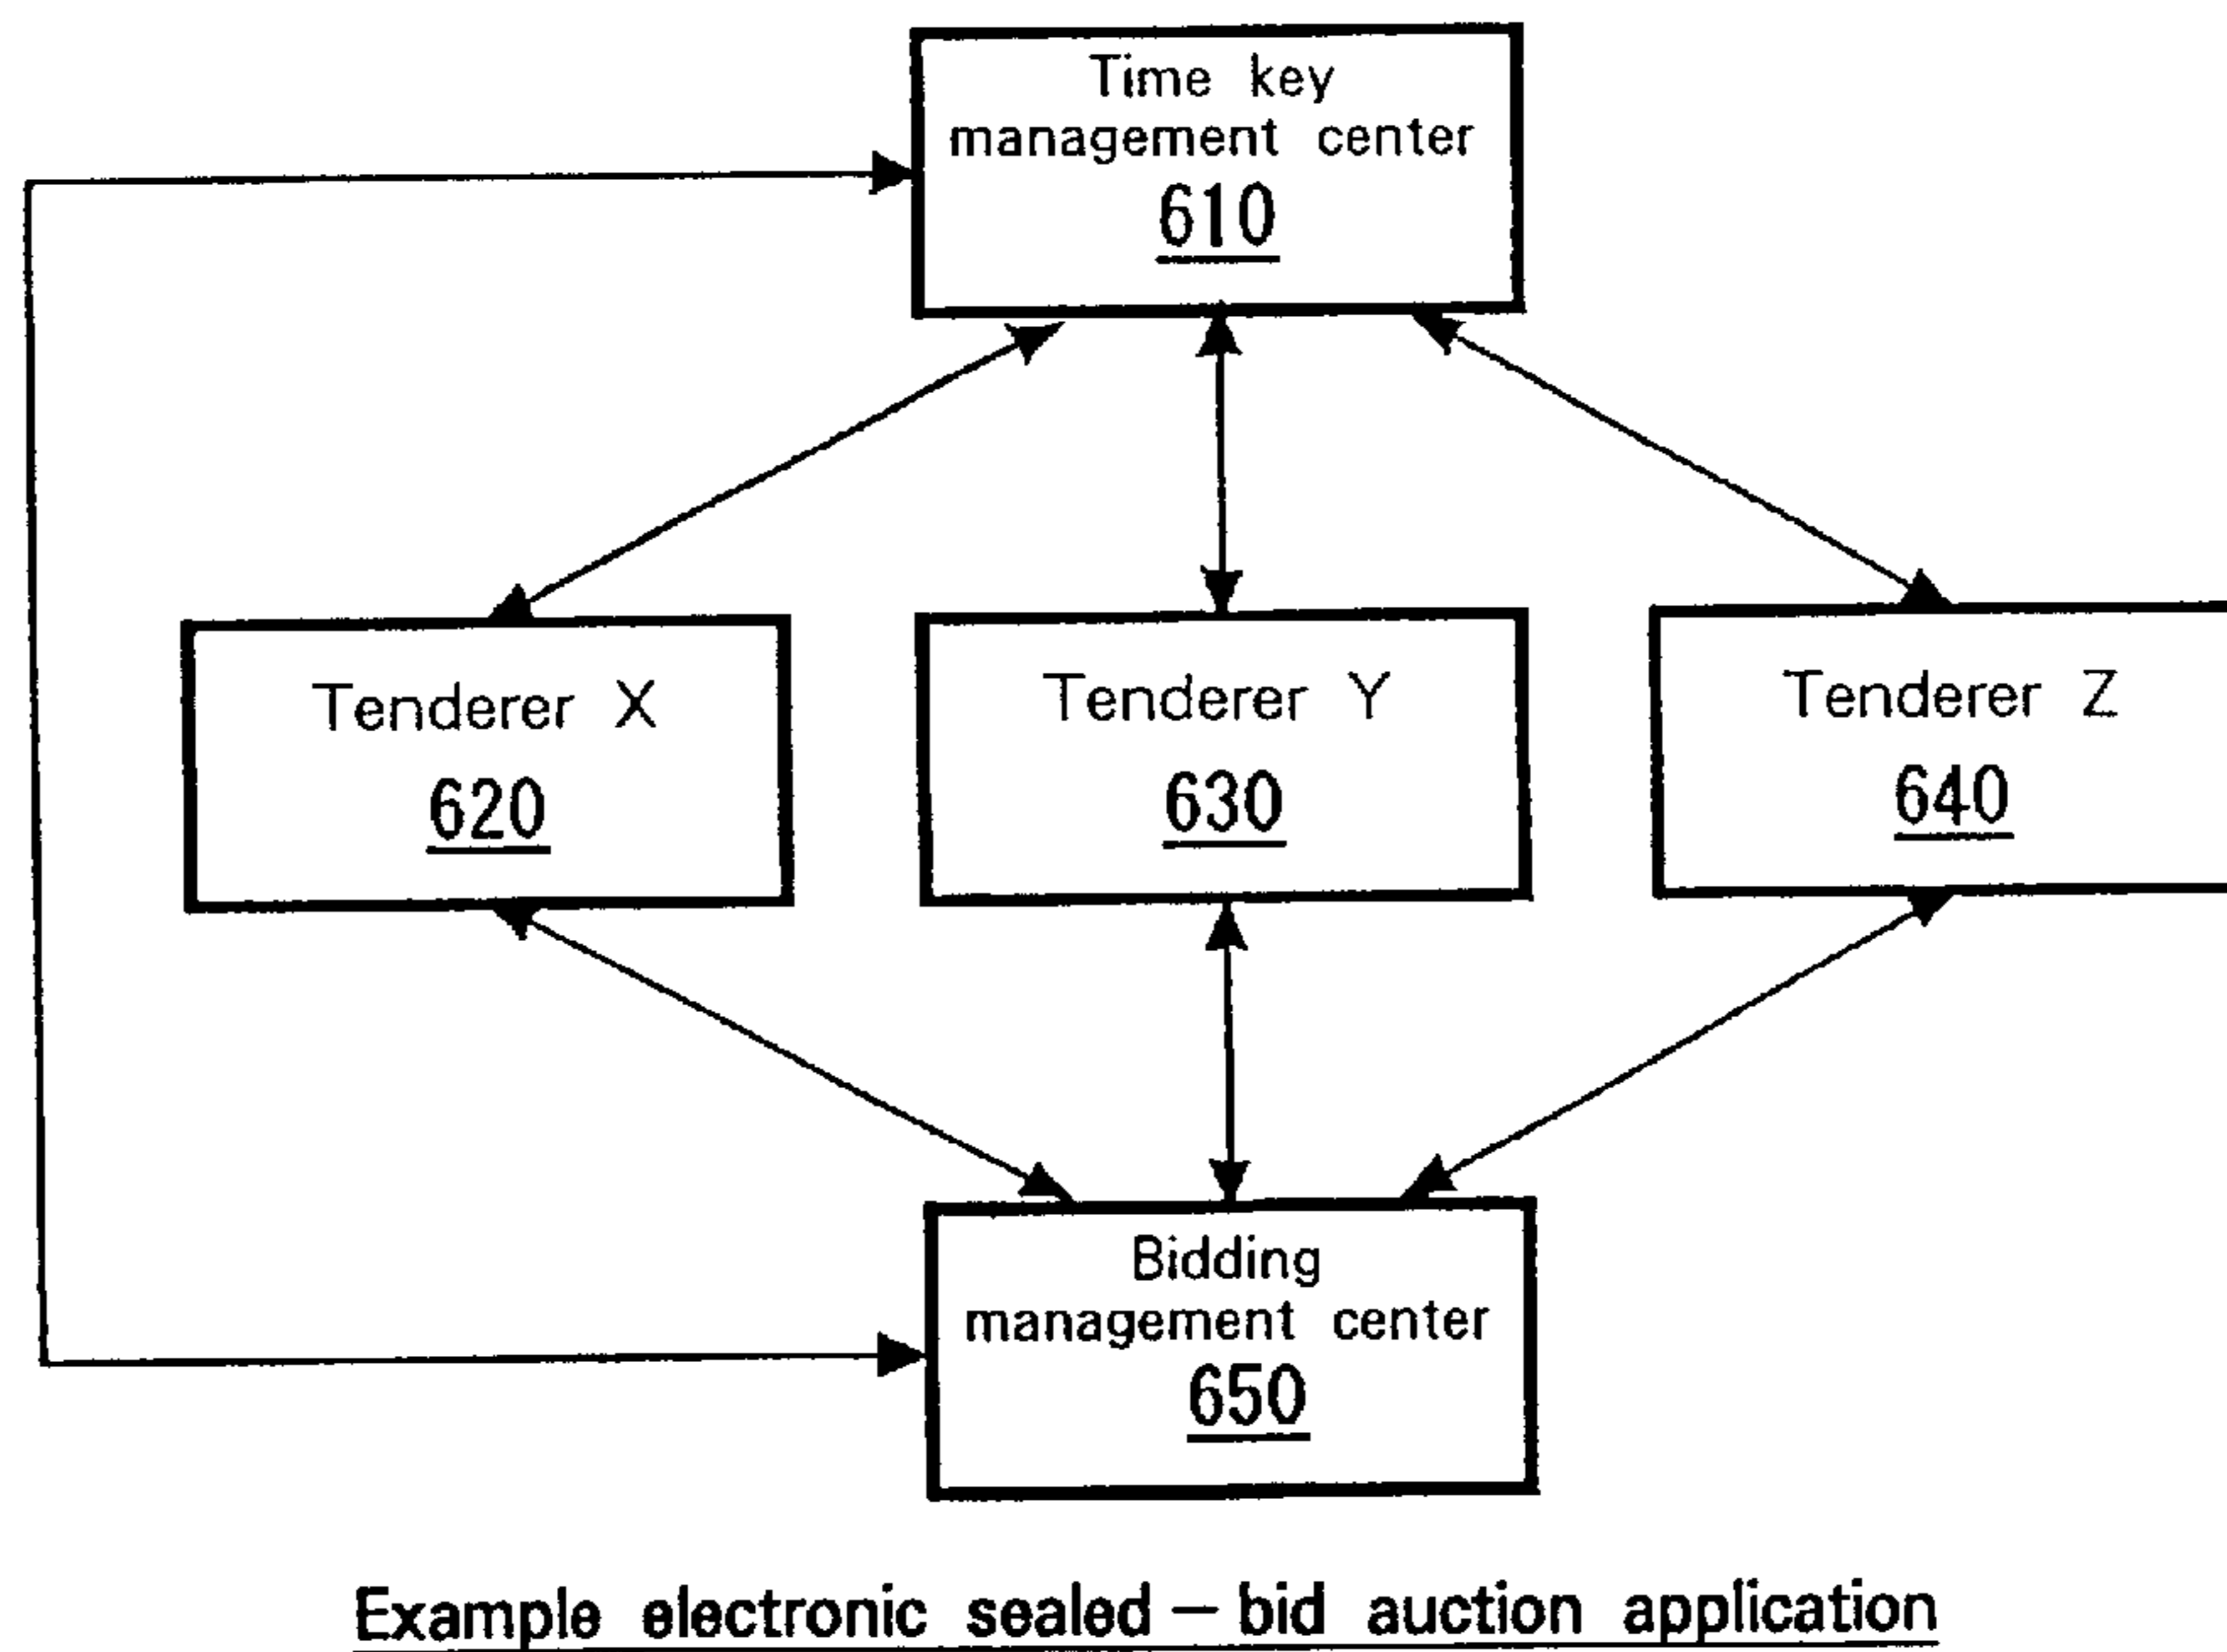 Time key
management center
610
Tenderer X
620
Tenderer Y
630
Tenderer Z
640
Bidding
management center
650
Example electronic sealed — bid auction application